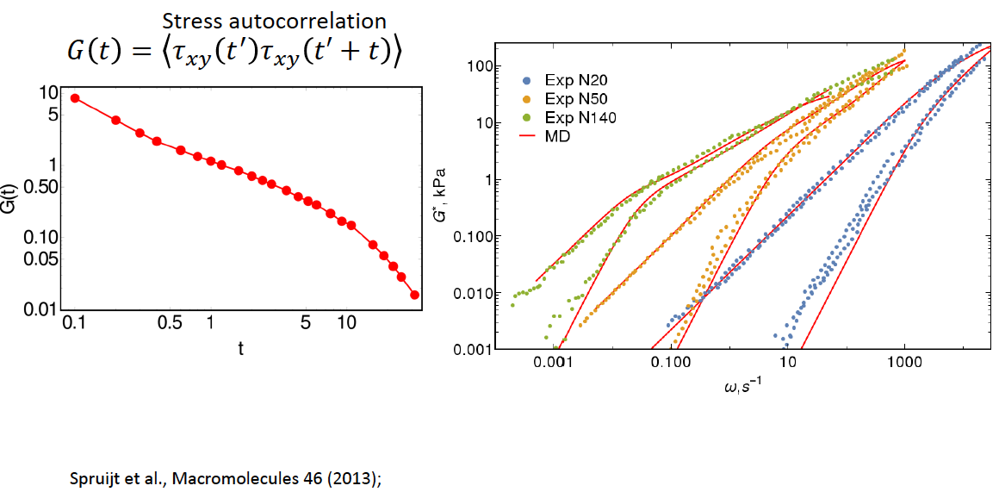 Stress autocorrelation
G(t) = ⟨τxy(t′)τxy(t′ + t)⟩
10
5
1
0.50
0.10
0.05
0.01
G(t)
0.1 0.5 1 5 10
t
100
10
1
0.100
0.010
0.001
G*, kPa
Exp N20
Exp N50
Exp N140
MD
0.001 0.100 10 1000
ω,s⁻¹
Spruijt et al., Macromolecules 46 (2013);